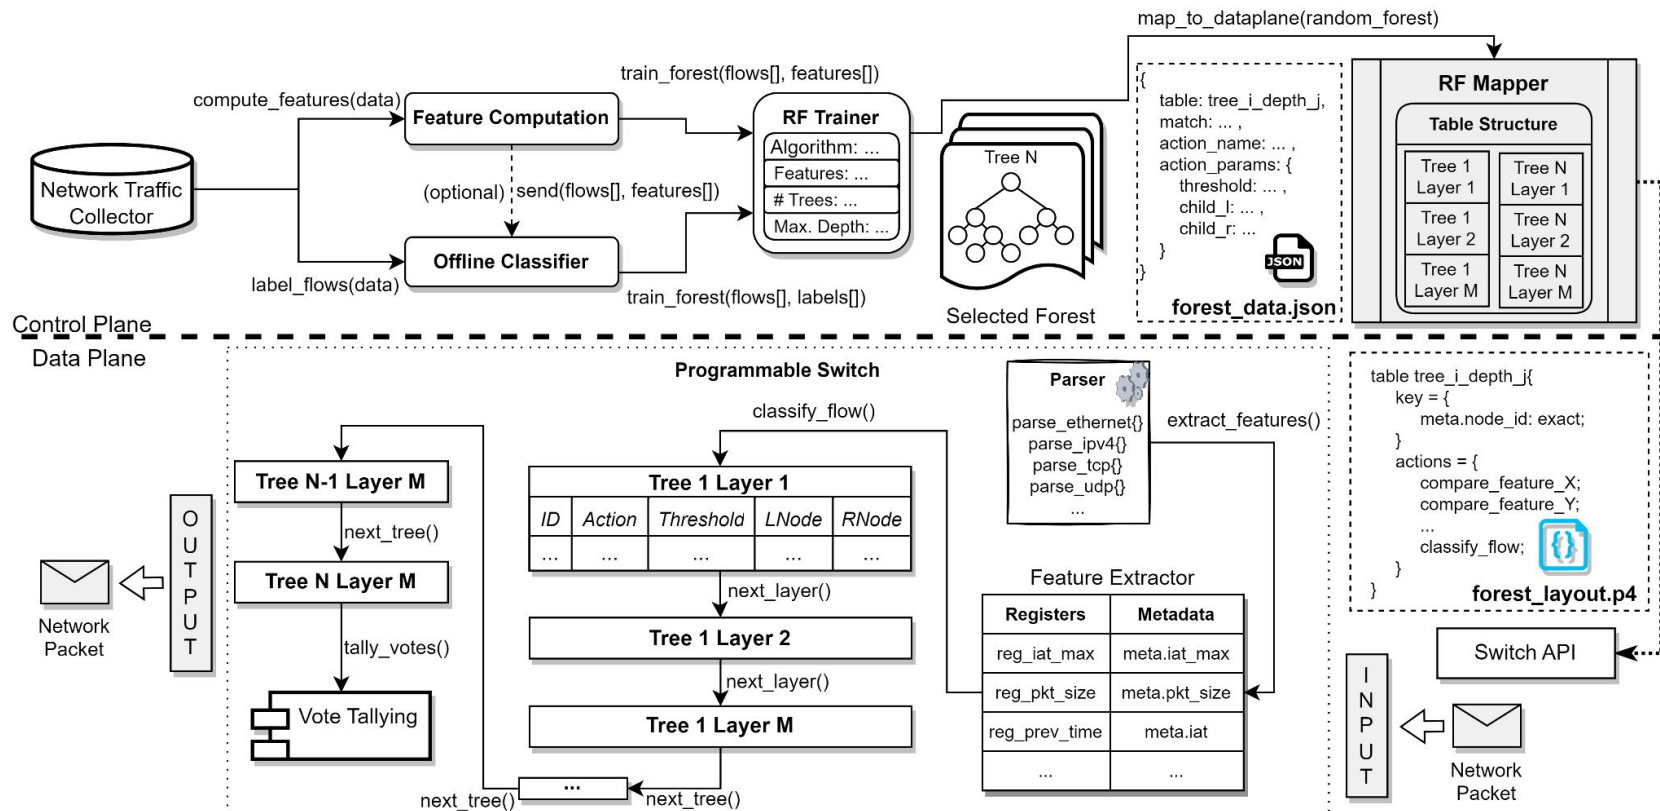 map_to_dataplane(random_forest)
train_forest(flows[], features[])
compute_features(data)
Feature Computation
Network Traffic
Collector
(optional)
send(flows[], features[])
Offline Classifier
label_flows(data)
train_forest(flows[], labels[])
RF Trainer
Algorithm: ...
Features: ...
# Trees: ...
Max. Depth: ...
Tree N
Selected Forest
{
table: tree_i_depth_j,
match: ... ,
action_name: ... ,
action_params: {
threshold: ... ,
child_l: ... ,
child_r: ...
}
}
JSON
forest_data.json
RF Mapper
Table Structure
Tree 1
Layer 1
Tree 1
Layer 2
Tree 1
Layer M
Tree N
Layer 1
Tree N
Layer 2
Tree N
Layer M
Control Plane
Data Plane
Programmable Switch
Parser
parse_ethernet{}
parse_ipv4{}
parse_tcp{}
parse_udp{}
...
extract_features()
classify_flow()
Tree 1 Layer 1
ID Action Threshold LNode RNode
... ... ... ... ...
next_layer()
Tree 1 Layer 2
next_layer()
Tree 1 Layer M
next_tree()
...
next_tree()
Tree N-1 Layer M
next_tree()
Tree N Layer M
tally_votes()
Vote Tallying
OUTPUT
Network
Packet
Feature Extractor
Registers Metadata
reg_iat_max meta.iat_max
reg_pkt_size meta.pkt_size
reg_prev_time meta.iat
... ...
table tree_i_depth_j{
key = {
meta.node_id: exact;
}
actions = {
compare_feature_X;
compare_feature_Y;
...
classify_flow;
}
}
{}
forest_layout.p4
Switch API
INPUT
Network
Packet